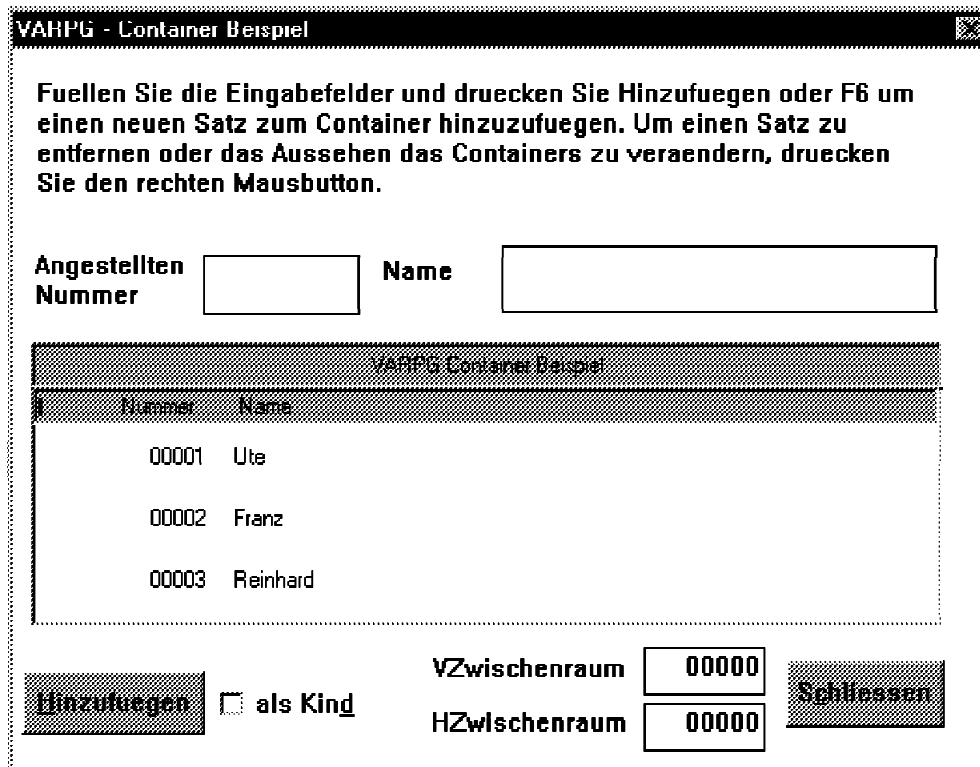 VARPG - Container Beispiel
Fuellen Sie die Eingabefelder und druecken Sie Hinzufuegen oder F6 um
einen neuen Satz zum Container hinzuzufuegen. Um einen Satz zu
entfernen oder das Aussehen das Containers zu veraendern, druecken
Sie den rechten Mausbutton.
Angestellten Nummer
Name
VARPG Container Beispiel
Nummer Name
00001 Ute
00002 Franz
00003 Reinhard
Hinzufuegen
als Kind
VZwischenraum 00000
HZwischenraum 00000
Schliessen